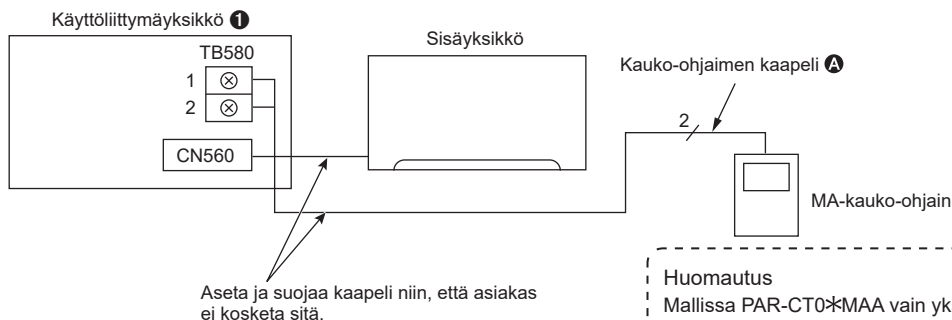 Käyttöliittymäyksikkö ❶
TB580
1
2
CN560
Sisäyksikkö
Kauko-ohjaimen kaapeli 🅐
2
MA-kauko-ohjain
Aseta ja suojaa kaapeli niin, että asiakas
ei kosketa sitä.
Huomautus
Mallissa PAR-CT0✻MAA vain